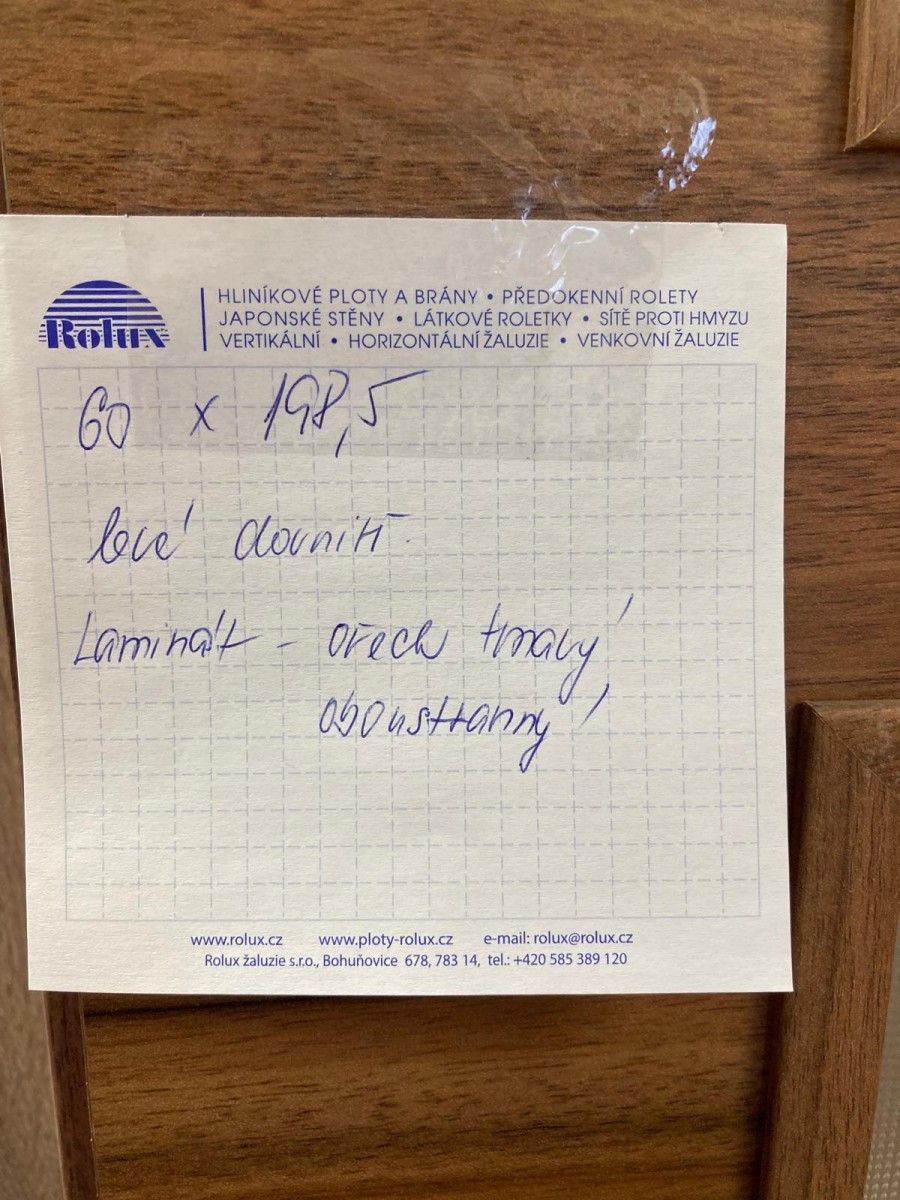 Rolux
HLINÍKOVÉ PLOTY A BRÁNY • PŘEDOKENNÍ ROLETY
JAPONSKÉ STĚNY • LÁTKOVÉ ROLETKY • SÍTĚ PROTI HMYZU
VERTIKÁLNÍ • HORIZONTÁLNÍ ŽALUZIE • VENKOVNÍ ŽALUZIE
60 x 198,5
levé dovnitř.
Laminát - ořech tmavý
oboustranný
www.rolux.cz www.ploty-rolux.cz e-mail: rolux@rolux.cz
Rolux žaluzie s.r.o., Bohuňovice 678, 783 14, tel.: +420 585 389 120